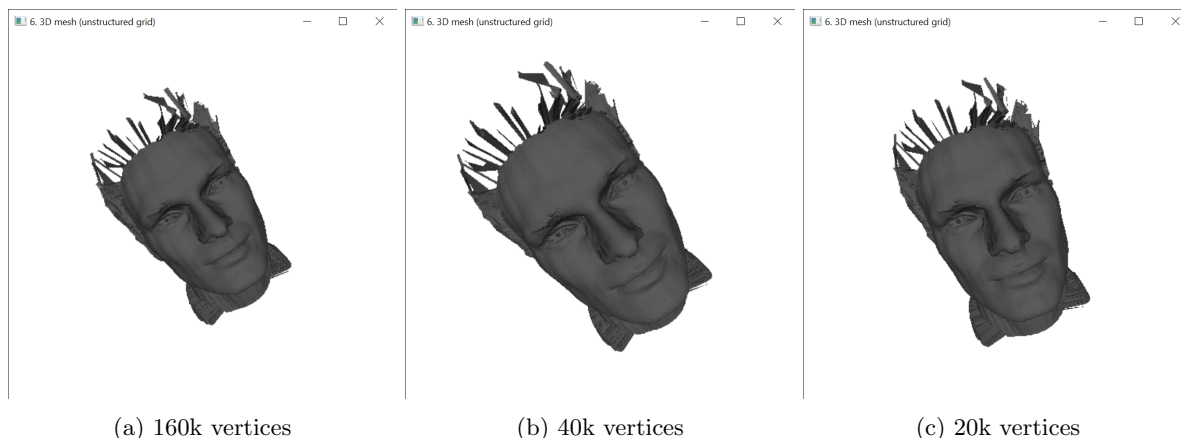 6. 3D mesh (unstructured grid)
6. 3D mesh (unstructured grid)
6. 3D mesh (unstructured grid)
(a) 160k vertices
(b) 40k vertices
(c) 20k vertices